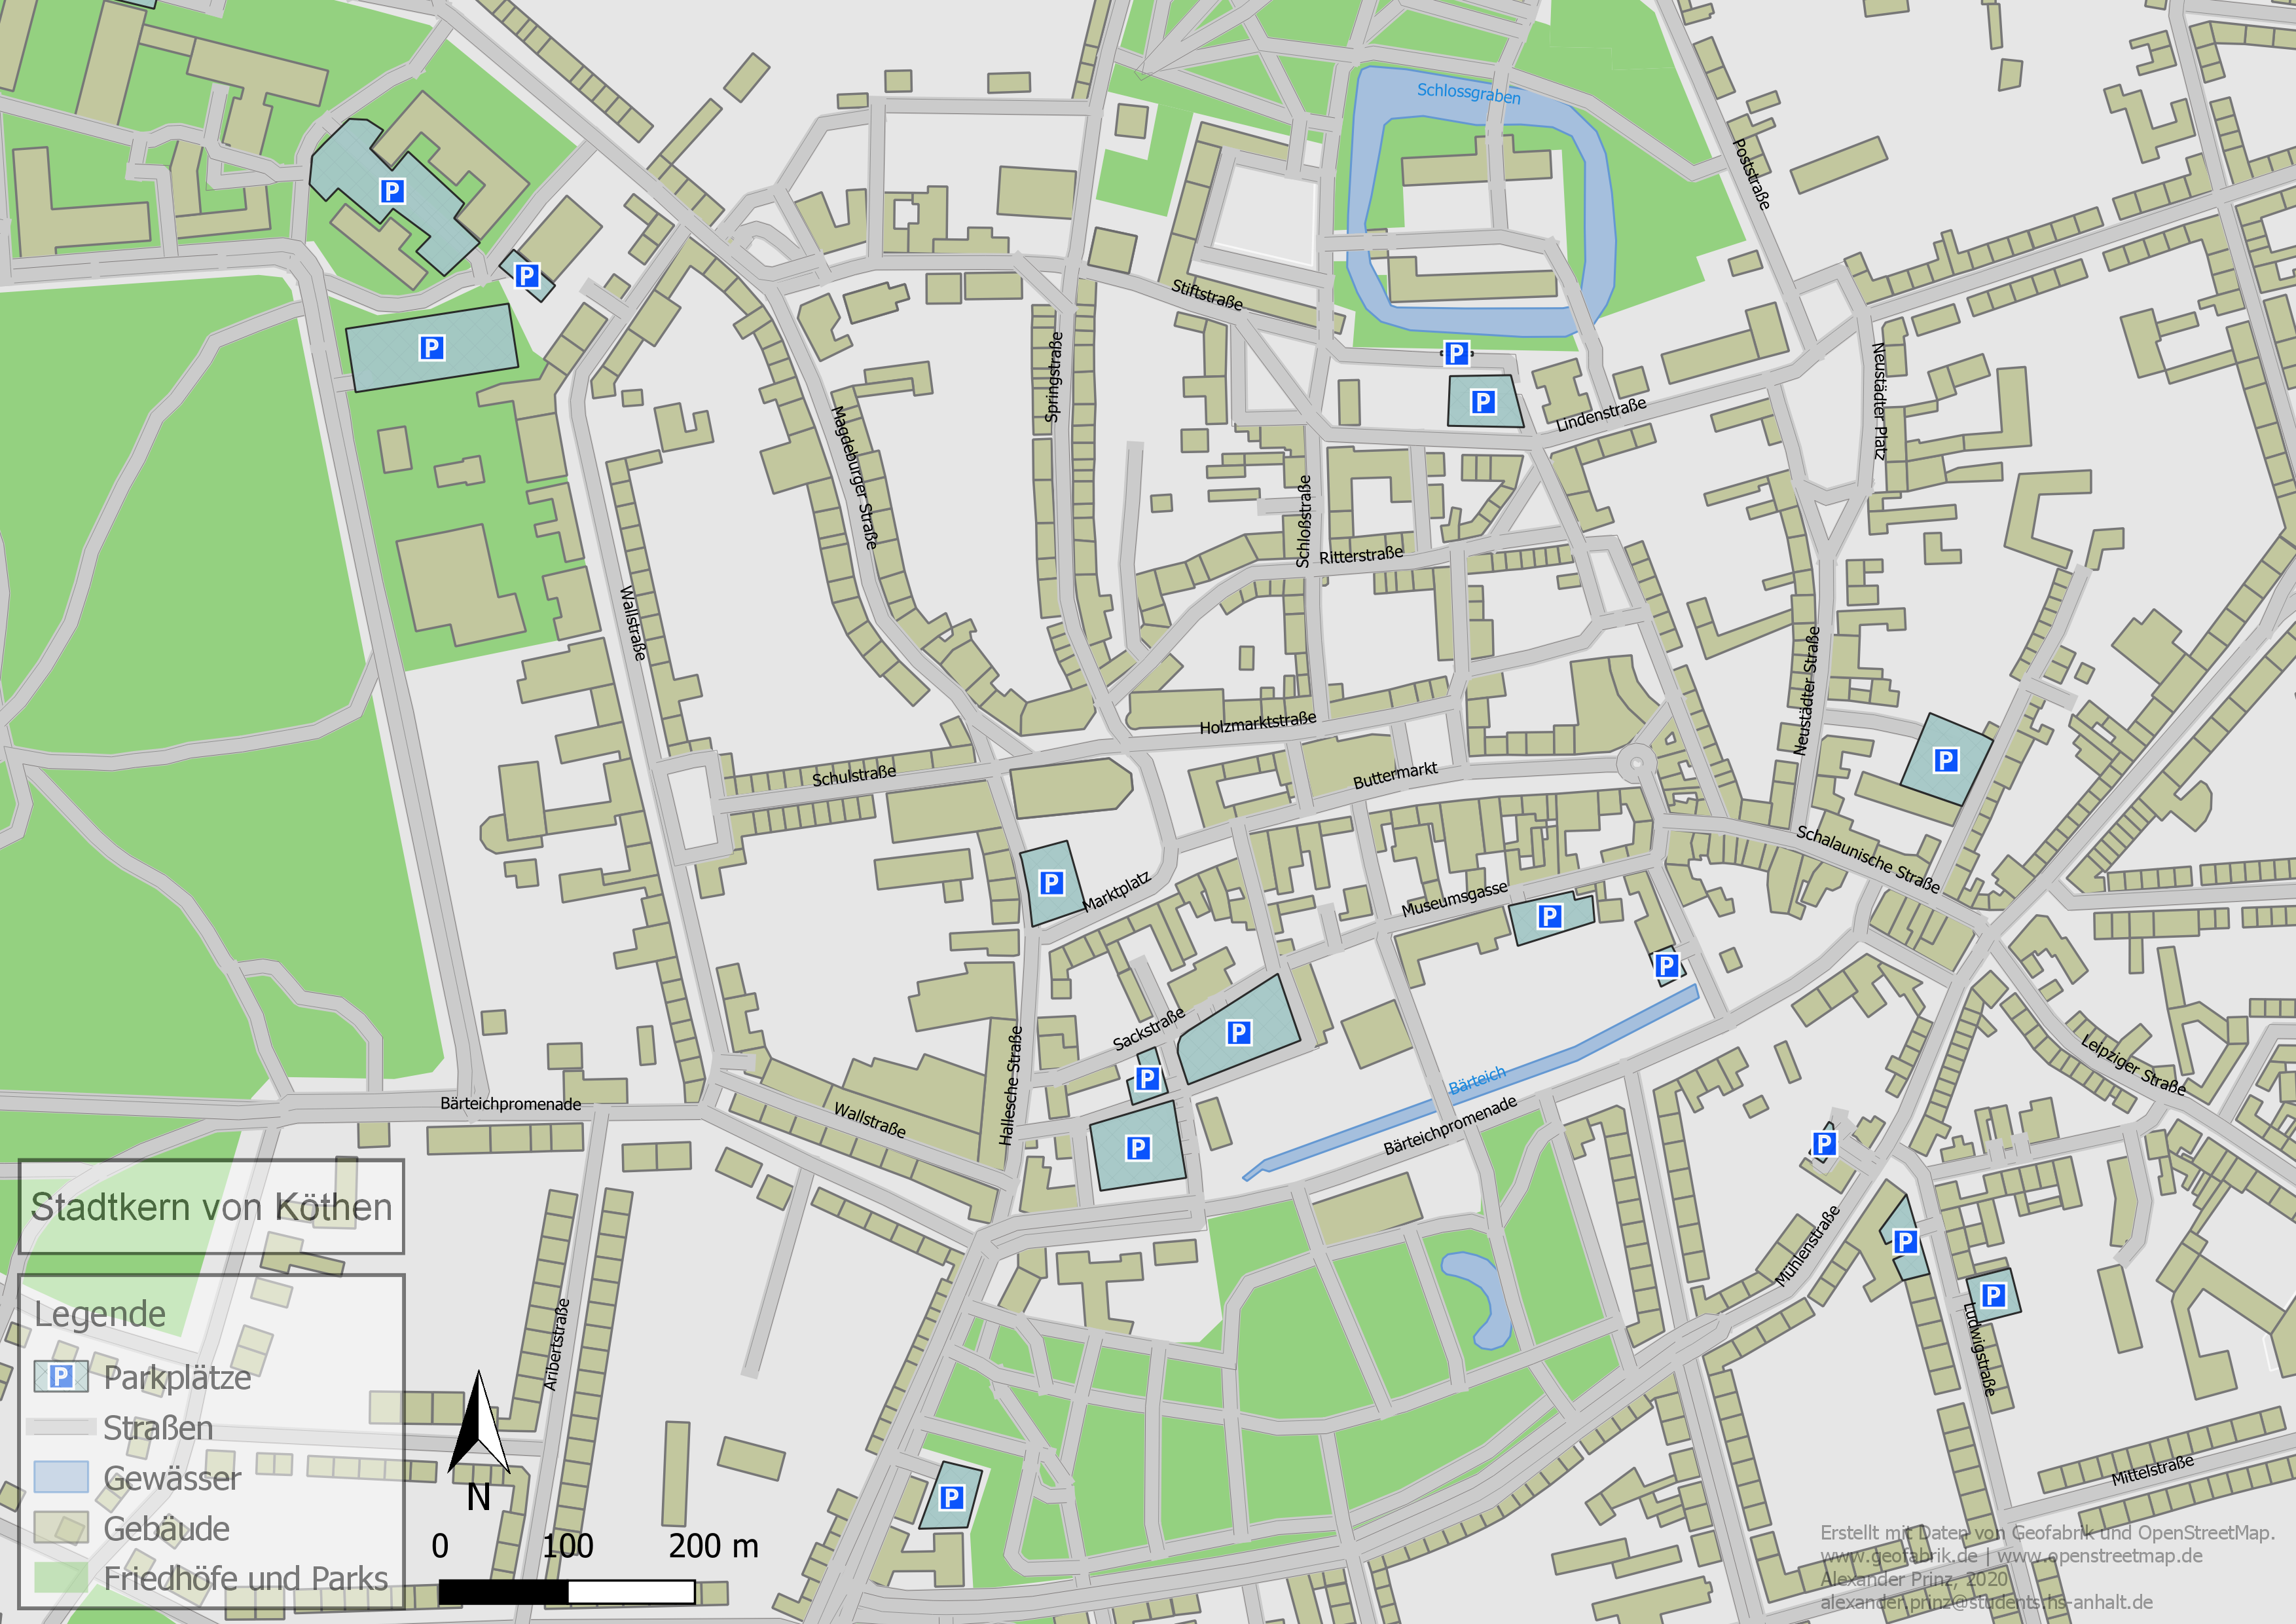 Schlossgraben
Poststraße
P
P
Stiftstraße
P
P
P
Neustädter Platz
Springstraße
Lindenstraße
Magdeburger Straße
Schloßstraße
Ritterstraße
Wallstraße
Neustädter Straße
Holzmarktstraße
P
Schulstraße
Buttermarkt
Schalaunische Straße
P
Marktplatz
Museumsgasse
P
P
Sackstraße
P
Hallesche Straße
P
Bärteich
Leipziger Straße
Bärteichpromenade
Wallstraße
Bärteichpromenade
P
P
Stadtkern von Köthen
Mühlenstraße
P
P
Ludwigstraße
Aribertstraße
Legende
P Parkplätze
Straßen
Gewässer
Gebäude
Friedhöfe und Parks
N
0 100 200 m
P
Mittelstraße
Erstellt mit Daten von Geofabrik und OpenStreetMap.
www.geofabrik.de | www.openstreetmap.de
Alexander Prinz, 2020
alexander.prinz@students.hs-anhalt.de